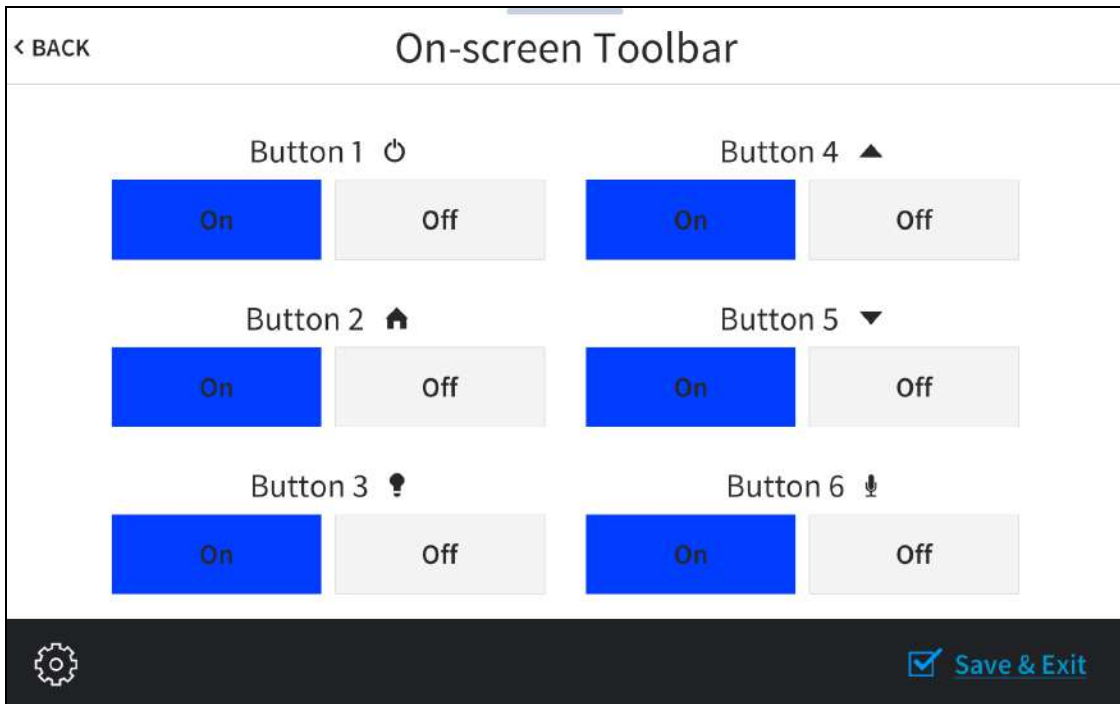 < BACK
On-screen Toolbar
Button 1
Button 4
On
Off
On
Off
Button 2
Button 5
On
Off
On
Off
Button 3
Button 6
On
Off
On
Off
Save & Exit